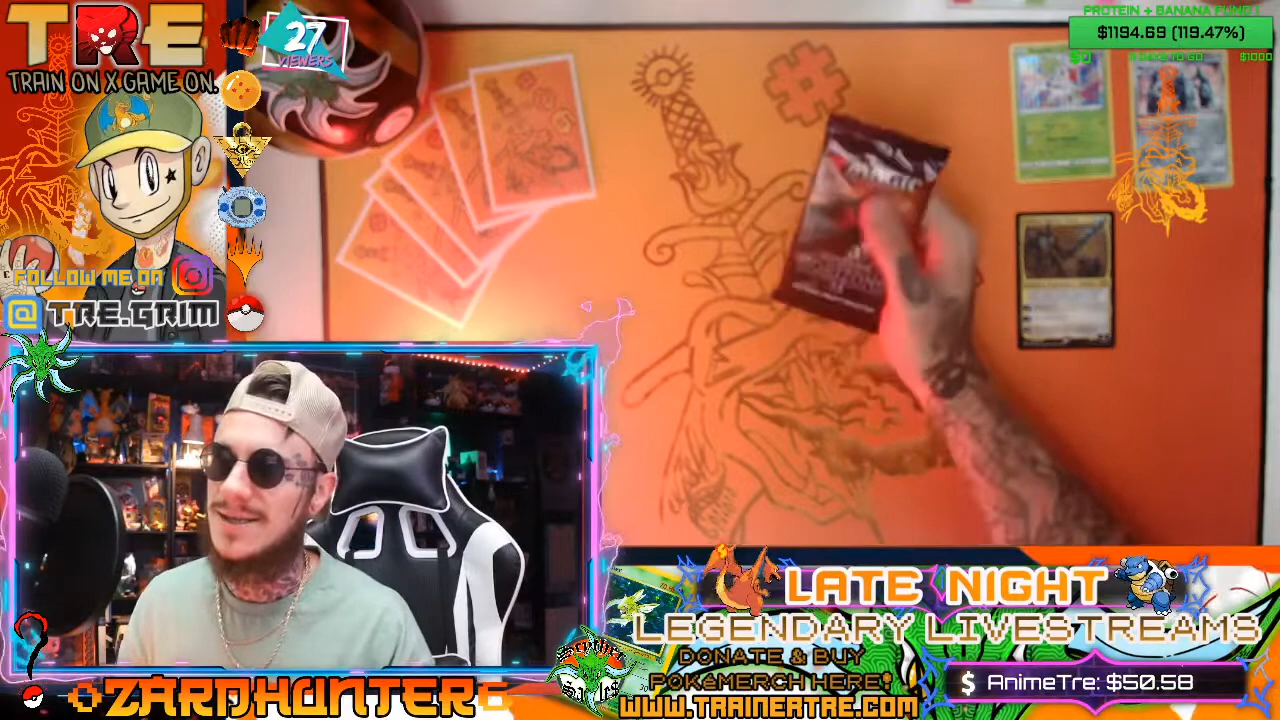 TRE
TRAIN ON X GAME ON.
27
VIEWERS
FOLLOW ME ON
@TRE.GRIM
PROTEIN + BANANA FUND!
$1194.69 (119.47%)
$0
$1000
MAGIC
LATE NIGHT
LEGENDARY LIVESTREAMS
DONATE & BUY
POKéMERCH HERE!
WWW.TRAINERTRE.COM
$ AnimeTre: $50.58
ZARDHUNTER